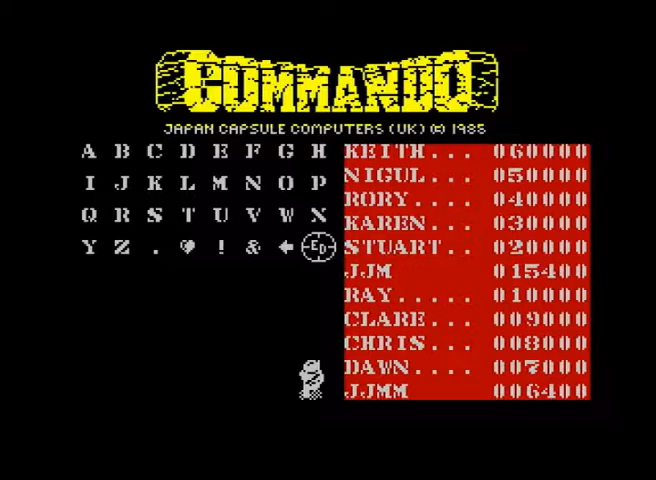 COMMANDO
JAPAN CAPSULE COMPUTERS (UK) © 1985
A B C D E F G H
I J K L M N O P
Q R S T U V W X
Y Z . ♥ ! & ← ED
KEITH... 060000
NIGUL... 050000
RORY.... 040000
KAREN... 030000
STUART.. 020000
JJM 015400
RAY..... 010000
CLARE... 009000
CHRIS... 008000
DAWN.... 007000
JJMM 006400